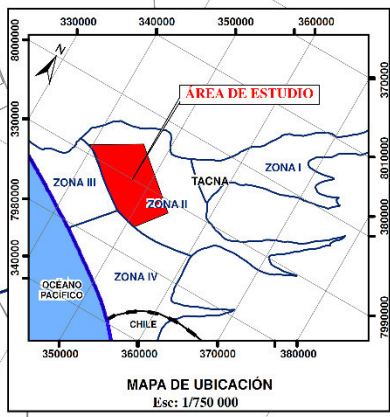 330000 340000 350000 360000
8000000
N
370000
ÁREA DE ESTUDIO
330000
8010000
ZONA I
ZONA III
TACNA
ZONA II
7980000
380000
340000
ZONA IV
OCÉANO
PACÍFICO
7990000
CHILE
350000 360000 370000 380000
MAPA DE UBICACIÓN
Esc: 1/750 000